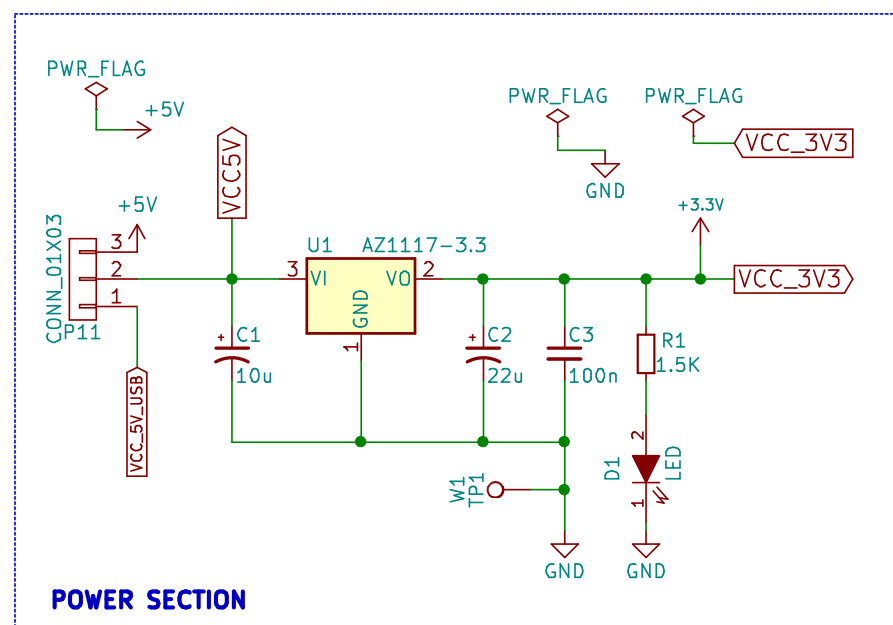 PWR_FLAG
+5V
PWR_FLAG
PWR_FLAG
VCC_3V3
GND
VCC5V
+5V
+3.3V
CONN_01X03
P11
3
2
1
U1
AZ1117-3.3
3
VI
VO
2
GND
1
VCC_3V3
C1
10u
C2
22u
C3
100n
R1
1.5K
VCC_5V_USB
W1
TP1
2
D1
LED
1
GND
GND
POWER SECTION